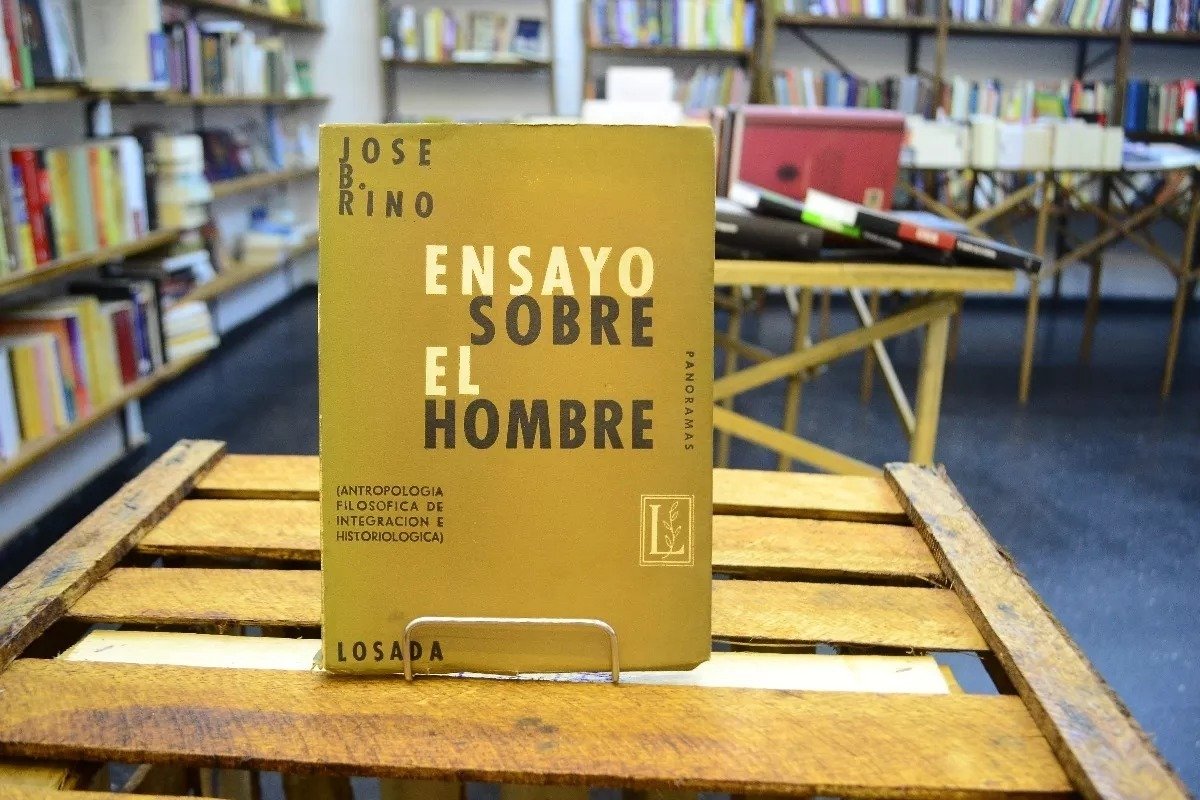 JOSE
B.
RINO
ENSAYO
SOBRE
EL
HOMBRE
PANORAMAS
(ANTROPOLOGIA
FILOSOFICA DE
INTEGRACION E
HISTORIOLOGICA)
L
LOSADA